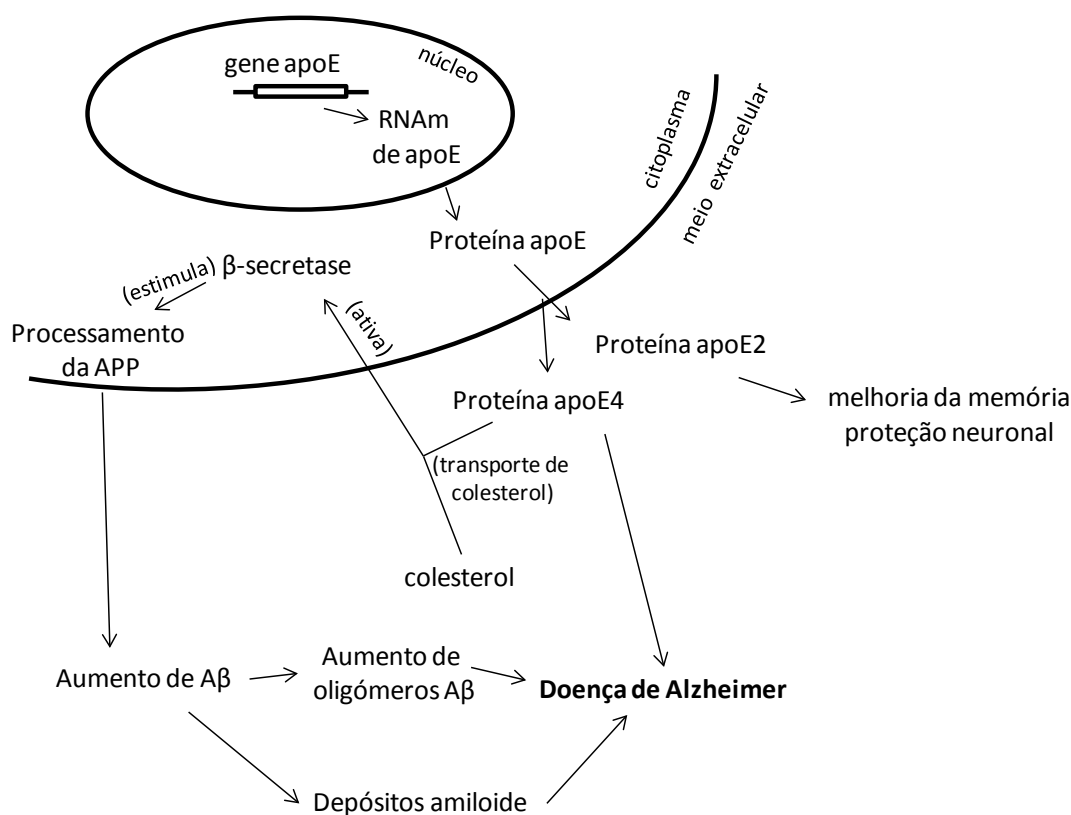 núcleo
gene apoE
RNAm
de apoE
citoplasma
meio extracelular
Proteína apoE
(estimula)
β-secretase
(ativa)
Processamento
da APP
Proteína apoE2
Proteína apoE4
melhoria da memória
proteção neuronal
(transporte de
colesterol)
colesterol
Aumento de Aβ
Aumento de
oligómeros Aβ
Doença de Alzheimer
Depósitos amiloide